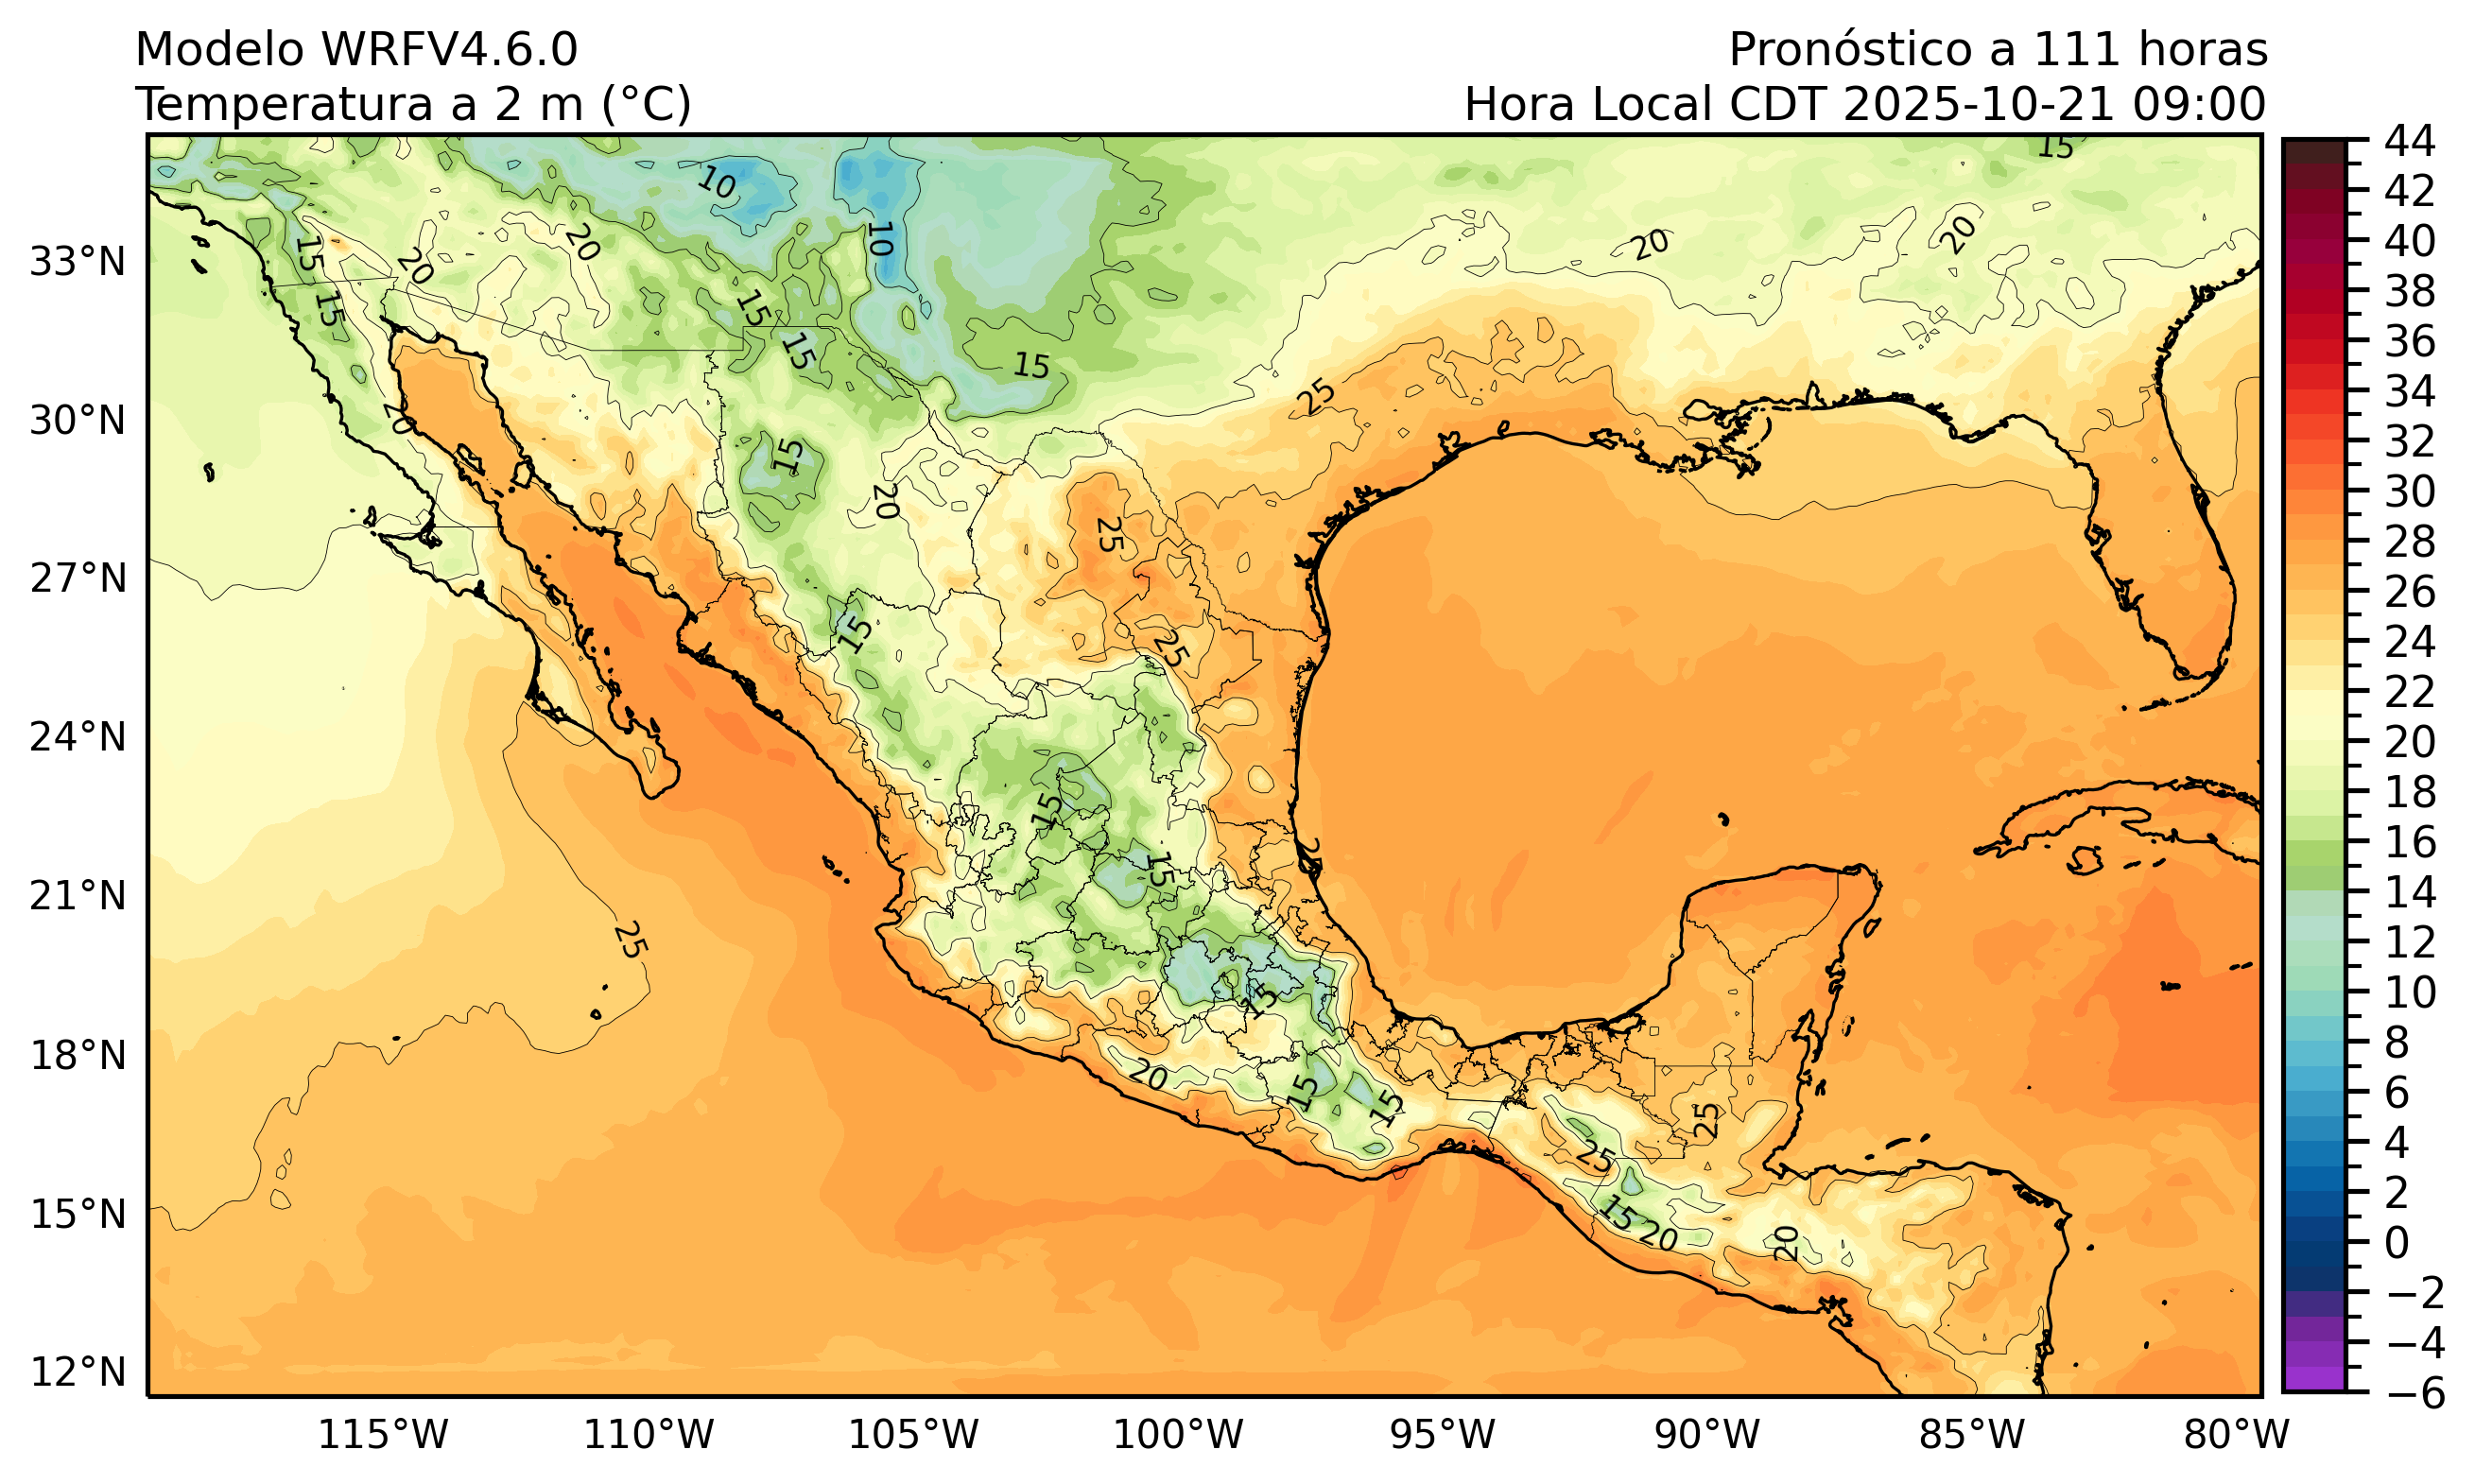 Modelo WRFV4.6.0
Pronóstico a 111 horas
Temperatura a 2 m (°C)
Hora Local CDT 2025-10-21 09:00
33°N
30°N
27°N
24°N
21°N
18°N
15°N
12°N
115°W
110°W
105°W
100°W
95°W
90°W
85°W
80°W
44
42
40
38
36
34
32
30
28
26
24
22
20
18
16
14
12
10
8
6
4
2
0
−2
−4
−6
15
10
20
20
10
20
20
15
15
15
15
15
25
20
15
20
25
15
25
15
25
15
25
15
20
15
15
25
25
15
20
20